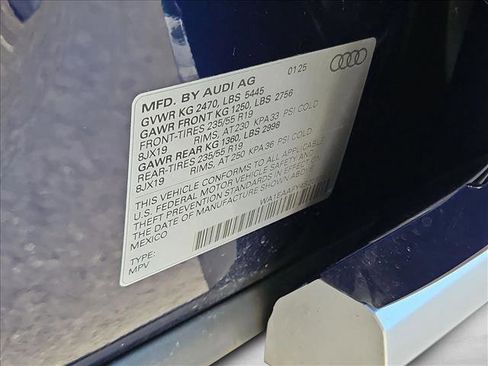 MFD. BY AUDI AG 01/25
GVWR KG 2470, LBS 5445
GAWR FRONT KG 1250, LBS 2756
FRONT-TIRES 235/55 R19
8JX19 RIMS, AT 230 KPA 33 PSI COLD
GAWR REAR KG 1360, LBS 2998
REAR-TIRES 235/55 R19
8JX19 RIMS, AT 250 KPA 36 PSI COLD
THIS VEHICLE CONFORMS TO ALL APPLICABLE
U.S. FEDERAL MOTOR VEHICLE SAFETY AND
THEFT PREVENTION STANDARDS IN EFFECT
THE DATE OF MANUFACTURE SHOWN
MEXICO
TYPE:
MPV